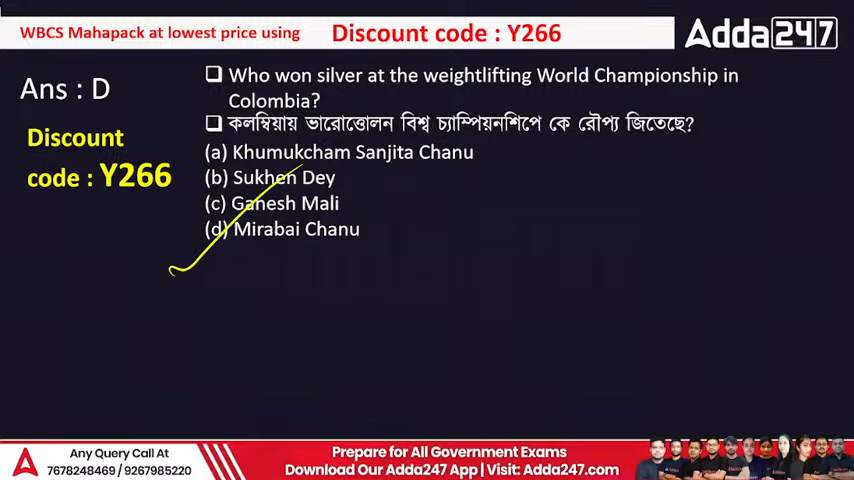 WBCS Mahapack at lowest price using Discount code : Y266
Adda247
Ans : D
Discount
code : Y266
❑ Who won silver at the weightlifting World Championship in
Colombia?
❑ কলম্বিয়ায় ভারোত্তোলন বিশ্ব চ্যাম্পিয়নশিপে কে রৌপ্য জিতেছে?
(a) Khumukcham Sanjita Chanu
(b) Sukhen Dey
(c) Ganesh Mali
(d) Mirabai Chanu
Any Query Call At
7678248469 / 9267985220
Prepare for All Government Exams
Download Our Adda247 App | Visit: Adda247.com